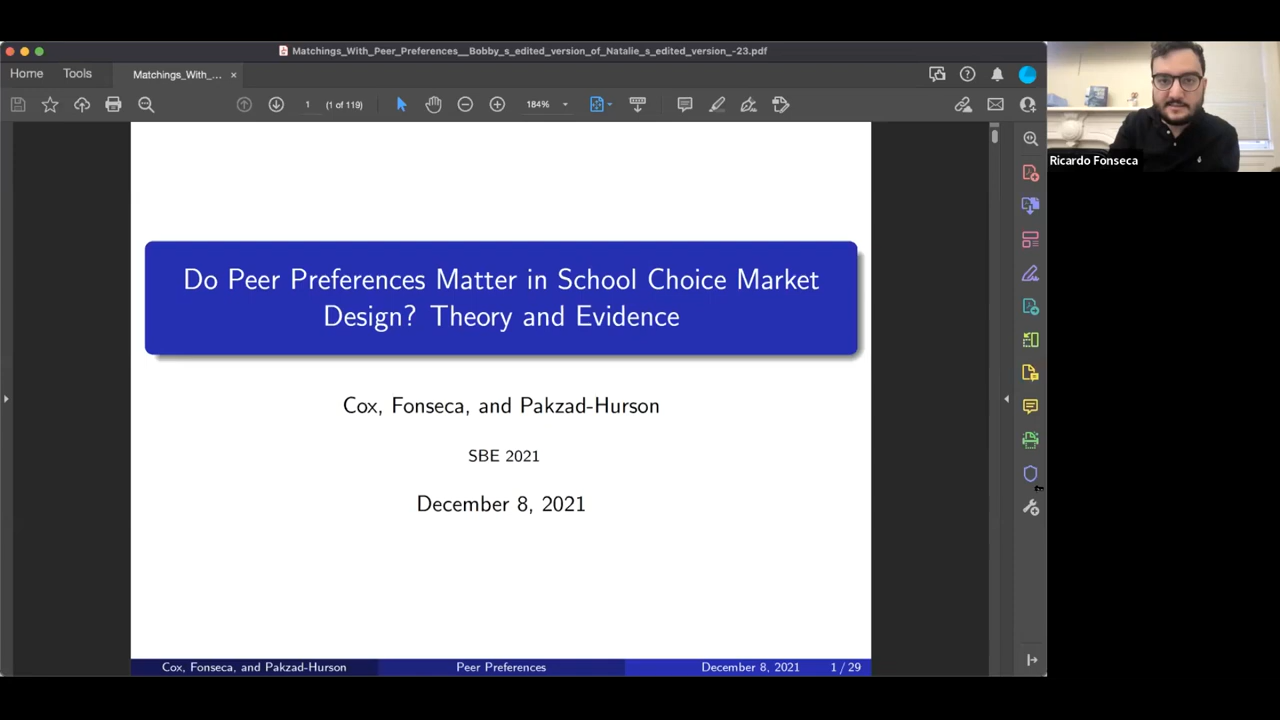 Matchings_With_Peer_Preferences__Bobby_s_edited_version_of_Natalie_s_edited_version_-23.pdf
Home
Tools
Matchings_With_...
×
1
(1 of 119)
184%
Do Peer Preferences Matter in School Choice Market
Design? Theory and Evidence
Cox, Fonseca, and Pakzad-Hurson
SBE 2021
December 8, 2021
Cox, Fonseca, and Pakzad-Hurson
Peer Preferences
December 8, 2021
1 / 29
Ricardo Fonseca